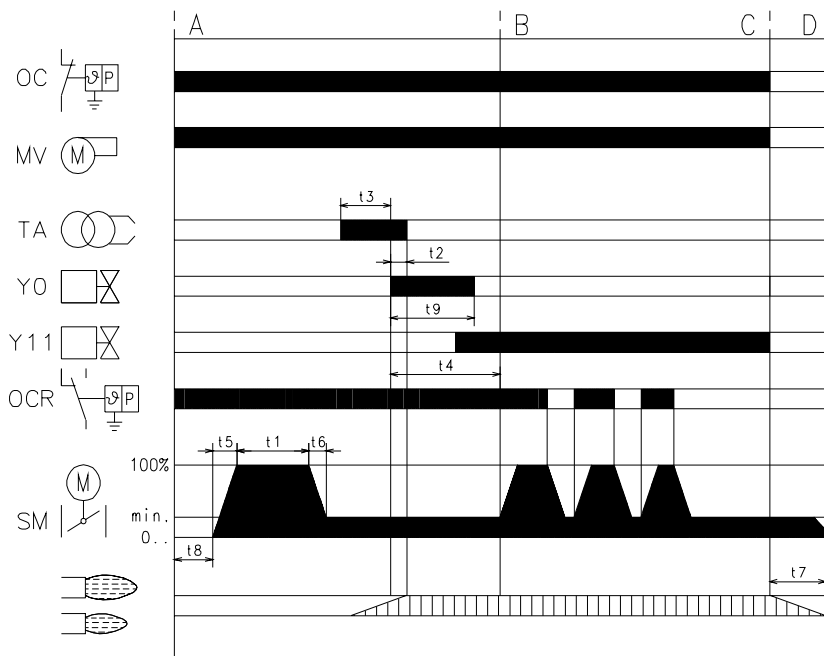 A B C D
OC ϑ P
MV M
t3
TA
t2
Y0
t9
Y11
t4
OCR ϑ P
t5 t1 t6
100%
M
SM min.
0..
t8
t7